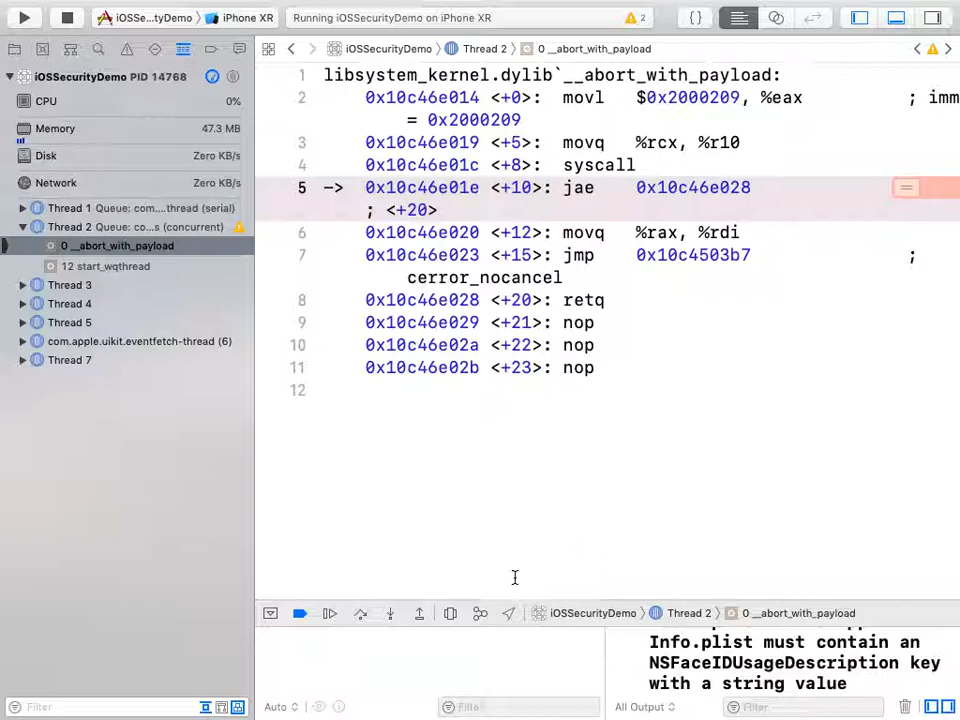 iOSSe...tyDemo
iPhone XR
Running iOSSecurityDemo on iPhone XR
2
iOSSecurityDemo
Thread 2
0 __abort_with_payload
iOSSecurityDemo PID 14768
CPU 0%
Memory 47.3 MB
Disk Zero KB/s
Network Zero KB/s
Thread 1 Queue: com....thread (serial)
Thread 2 Queue: co...s (concurrent)
0 __abort_with_payload
12 start_wqthread
Thread 3
Thread 4
Thread 5
com.apple.uikit.eventfetch-thread (6)
Thread 7
Filter
1 libsystem_kernel.dylib`__abort_with_payload:
2 0x10c46e014 <+0>: movl $0x2000209, %eax ; imm
= 0x2000209
3 0x10c46e019 <+5>: movq %rcx, %r10
4 0x10c46e01c <+8>: syscall
5 -> 0x10c46e01e <+10>: jae 0x10c46e028
; <+20>
6 0x10c46e020 <+12>: movq %rax, %rdi
7 0x10c46e023 <+15>: jmp 0x10c4503b7 ;
cerror_nocancel
8 0x10c46e028 <+20>: retq
9 0x10c46e029 <+21>: nop
10 0x10c46e02a <+22>: nop
11 0x10c46e02b <+23>: nop
12
iOSSecurityDemo
Thread 2
0 __abort_with_payload
Info.plist must contain an
NSFaceIDUsageDescription key
with a string value
Auto
Filte
All Output
Filter